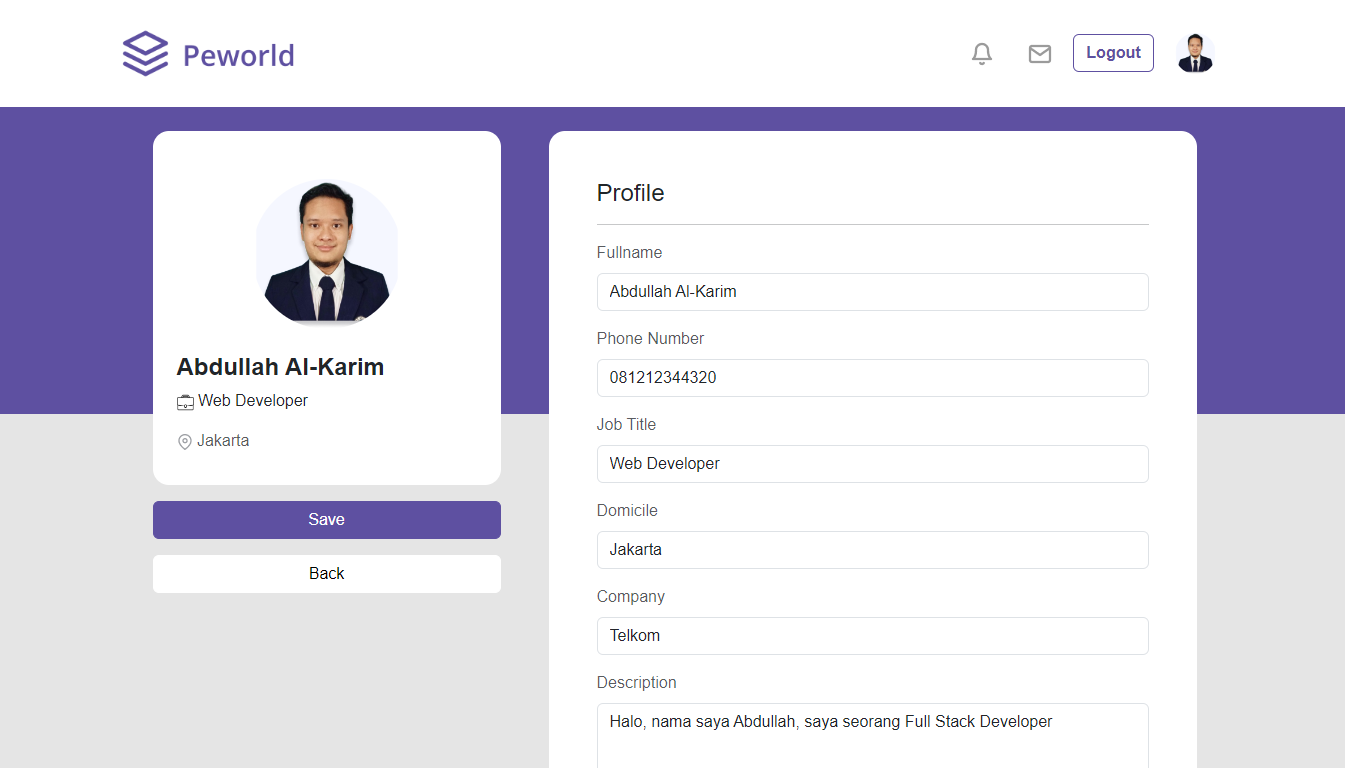 Peworld
Logout
Abdullah Al-Karim
Web Developer
Jakarta
Save
Back
Profile
Fullname
Abdullah Al-Karim
Phone Number
081212344320
Job Title
Web Developer
Domicile
Jakarta
Company
Telkom
Description
Halo, nama saya Abdullah, saya seorang Full Stack Developer